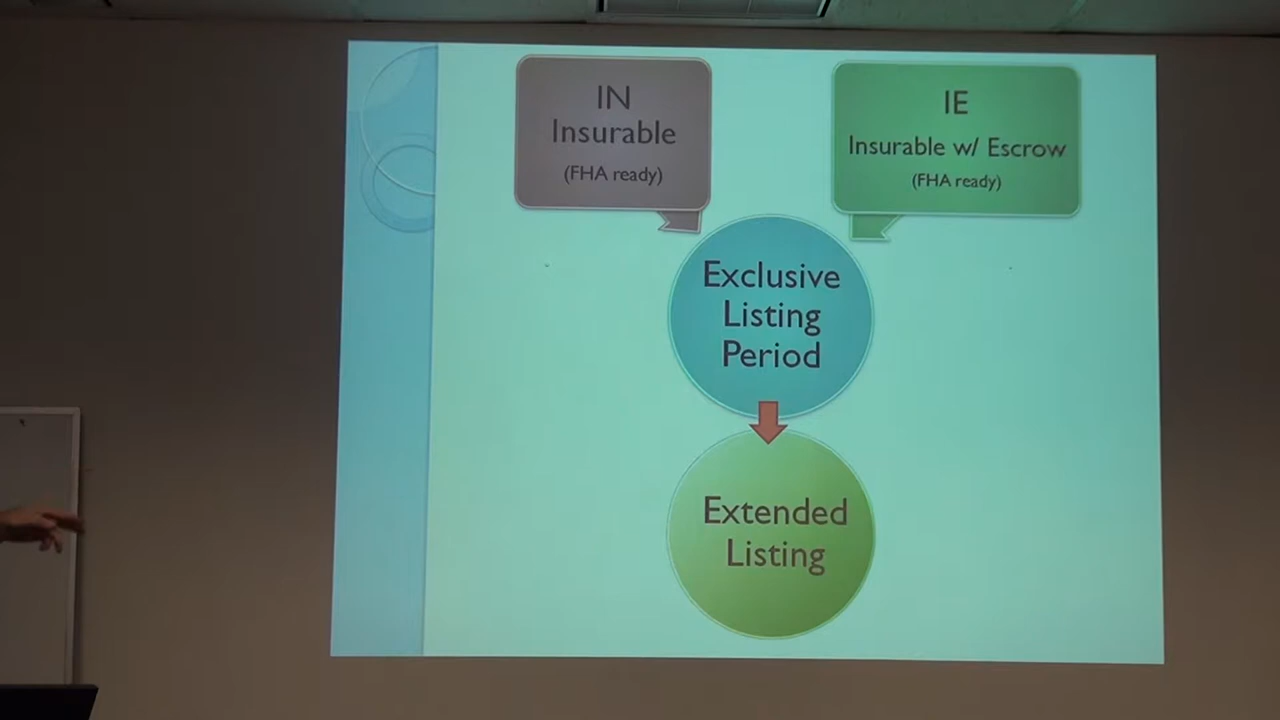 IN
Insurable
(FHA ready)
IE
Insurable w/ Escrow
(FHA ready)
Exclusive
Listing
Period
Extended
Listing